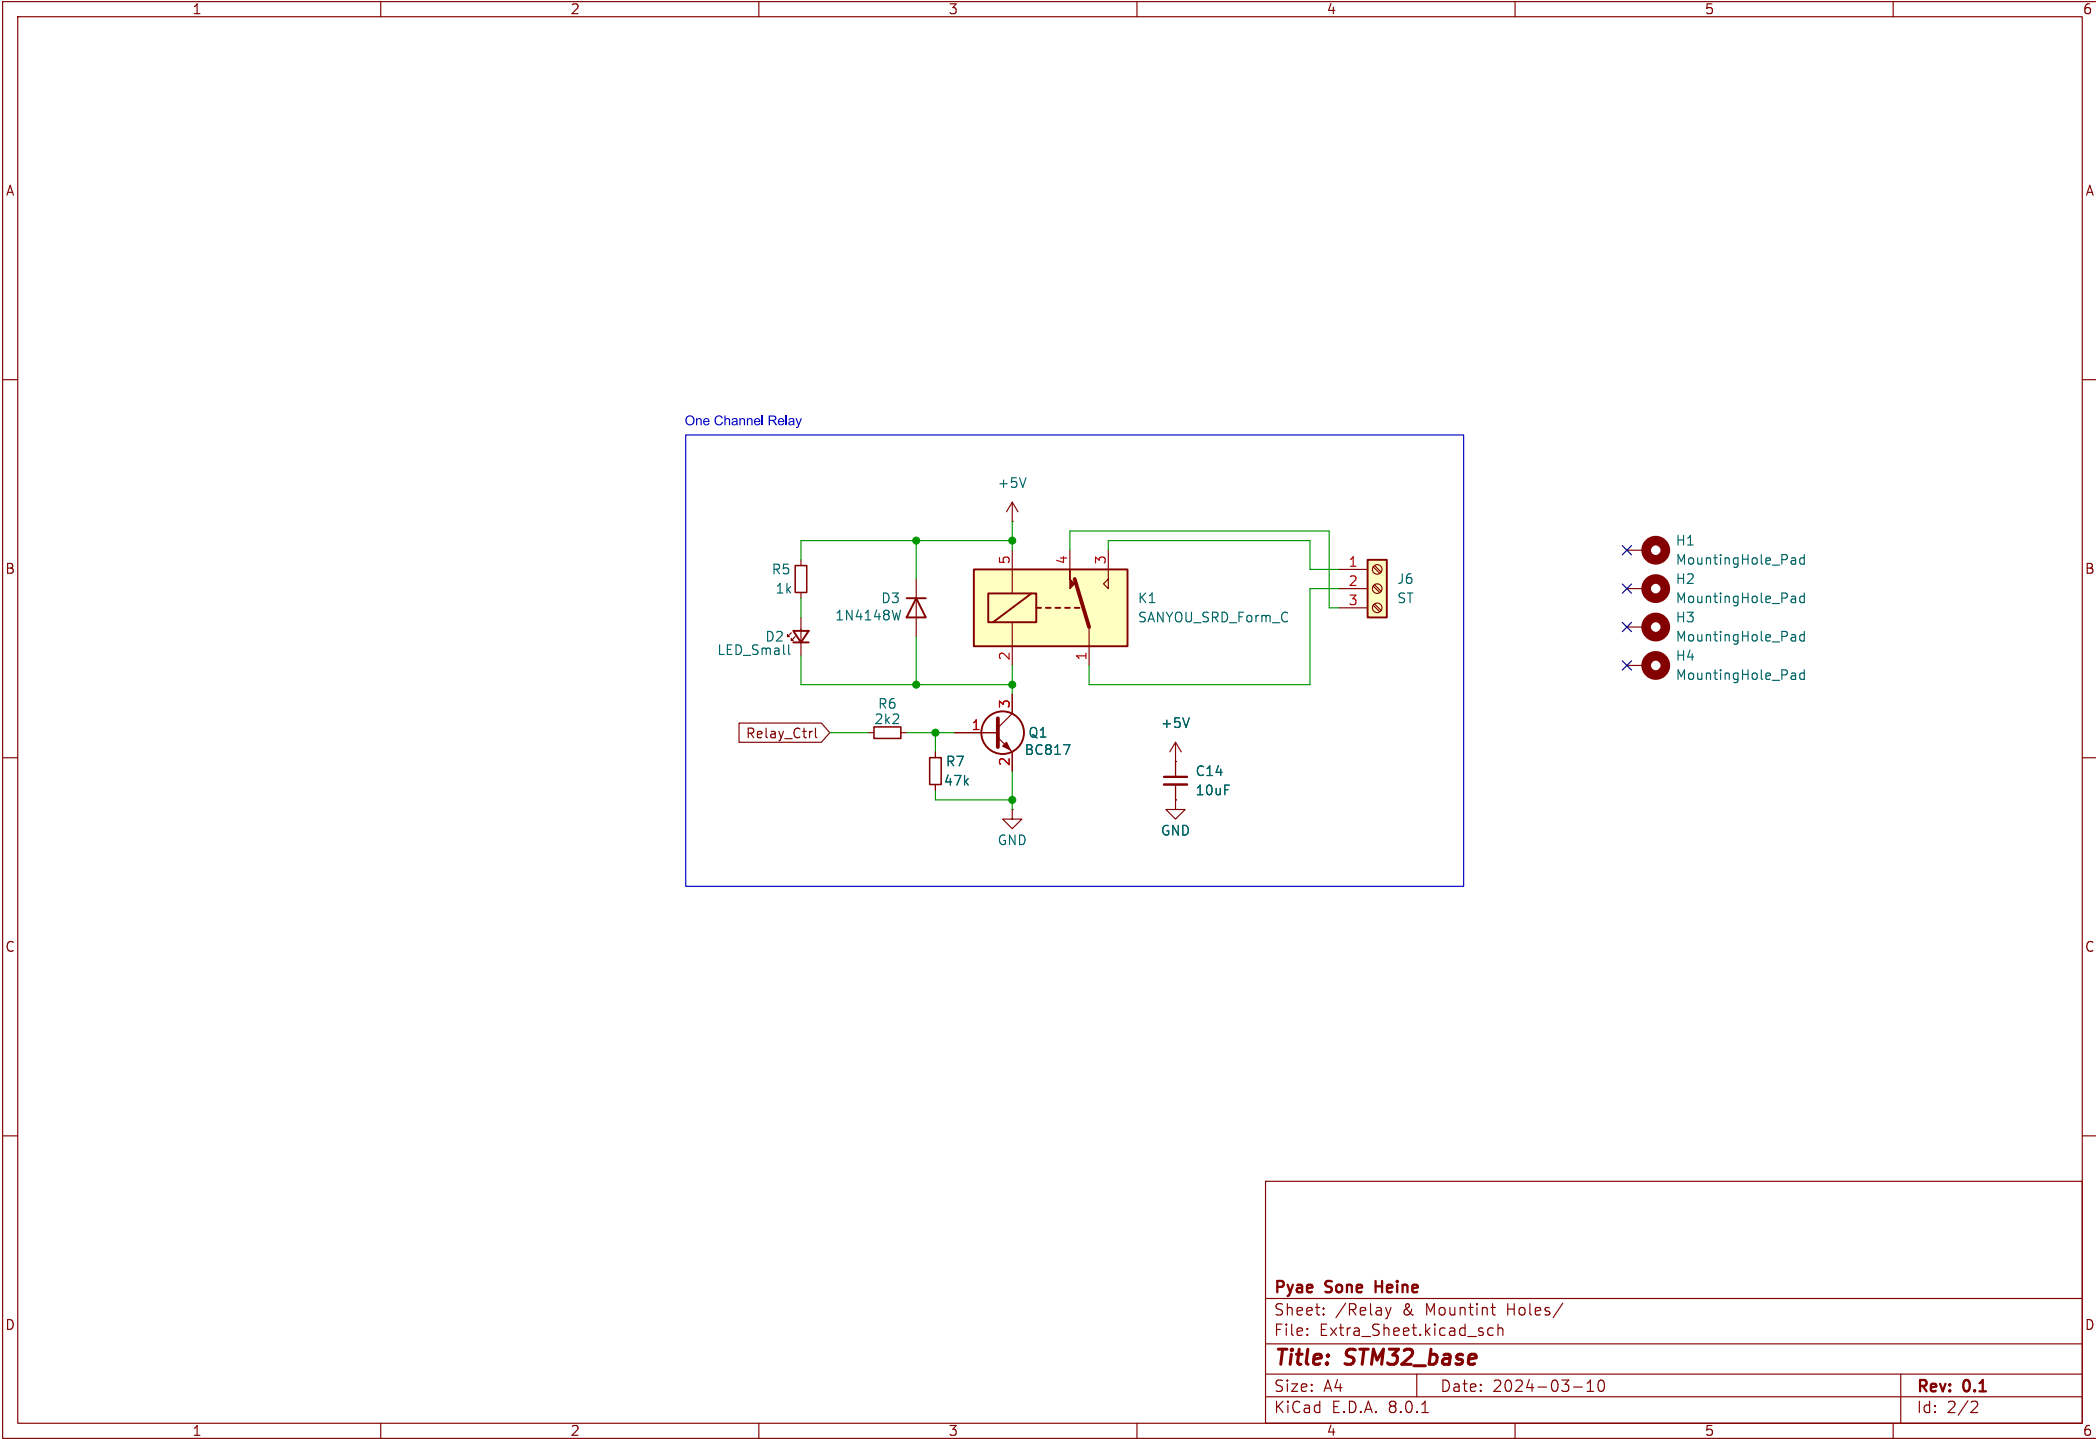 1 2 3 4 5 6
A A
One Channel Relay
+5V
5 4 3
R5
1k
D3
1N4148W
D2
LED_Small
K1
SANYOU_SRD_Form_C
2 1
1
2
3
J6
ST
H1
MountingHole_Pad
H2
MountingHole_Pad
H3
MountingHole_Pad
H4
MountingHole_Pad
B B
R6
2k2
Relay_Ctrl
3
1
2
Q1
BC817
R7
47k
GND
+5V
C14
10uF
GND
C C
Pyae Sone Heine
Sheet: /Relay & Mountint Holes/
File: Extra_Sheet.kicad_sch
Title: STM32_base
Size: A4 Date: 2024-03-10 Rev: 0.1
KiCad E.D.A. 8.0.1 Id: 2/2
D D
1 2 3 4 5 6